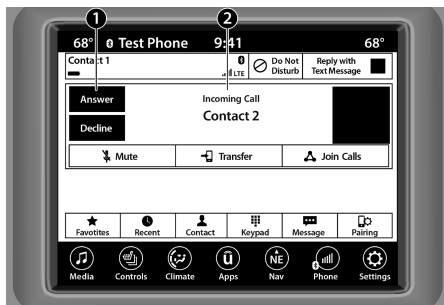 1 2
68° Test Phone 9:41 68°
Contact 1 LTE Do Not Disturb Reply with Text Message
Answer
Incoming Call
Contact 2
Decline
Mute Transfer Join Calls
Favotites Recent Contact Keypad Message Pairing
ū NE
Media Controls Climate Apps Nav Phone Settings